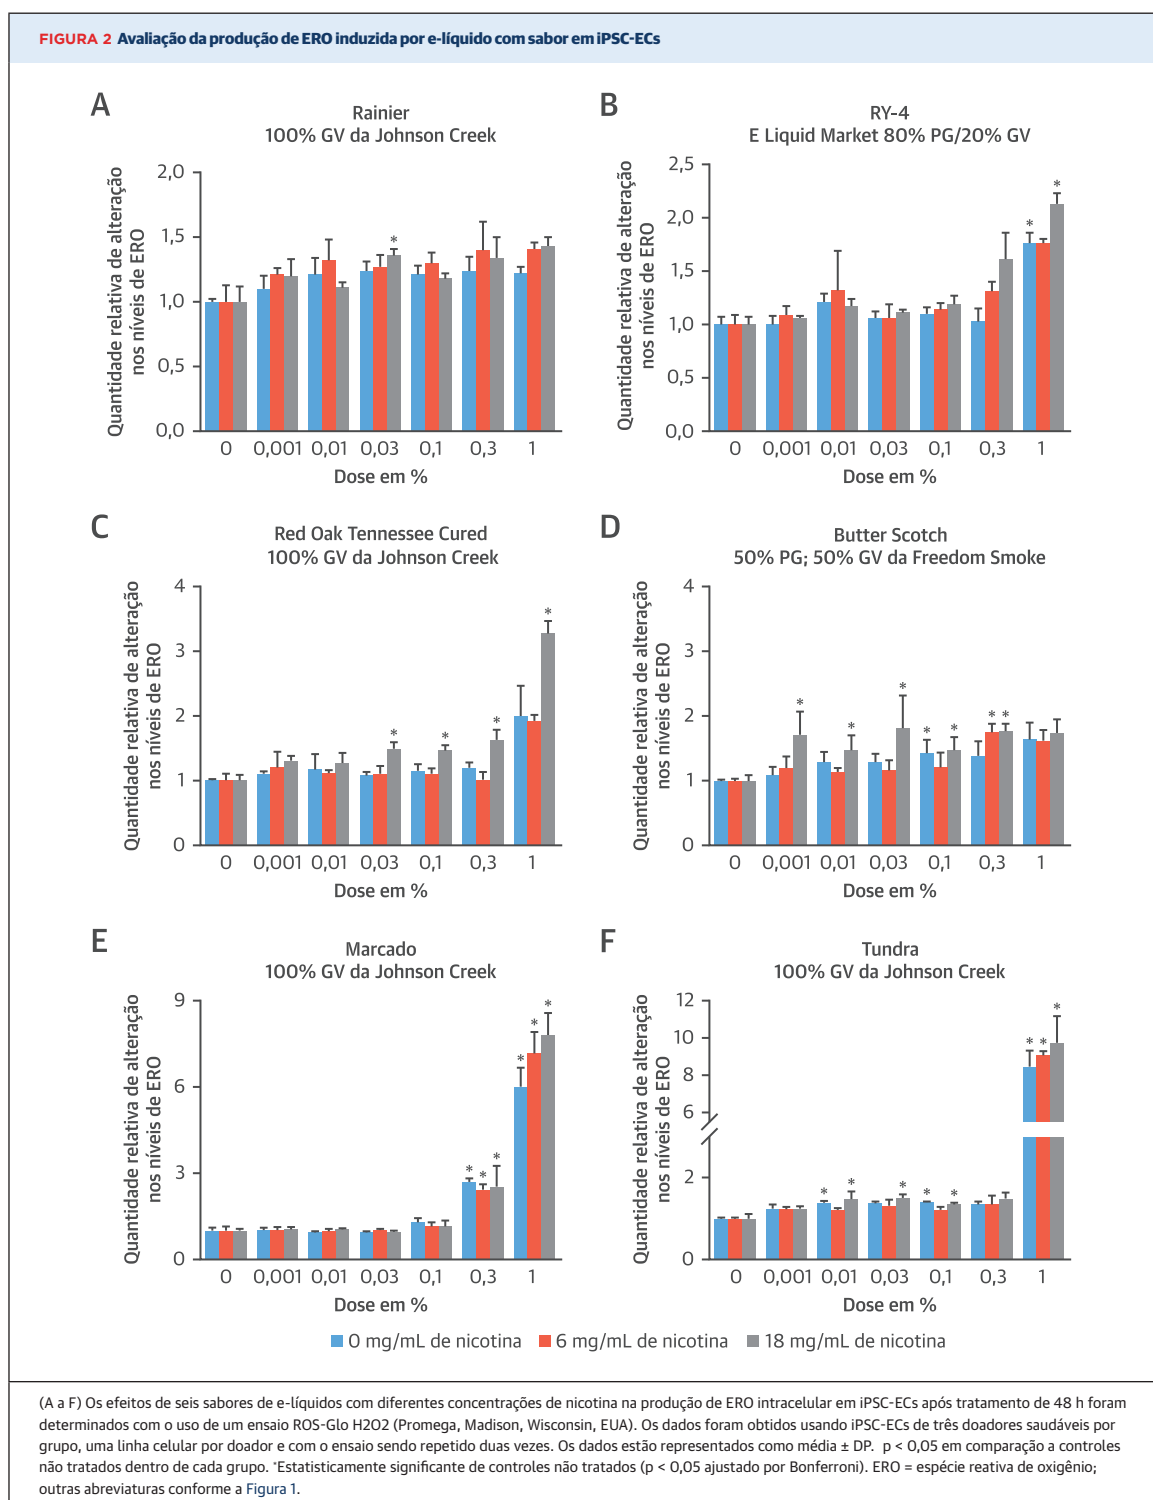 FIGURA 2 Avaliação da produção de ERO induzida por e-líquido com sabor em iPSC-ECs
A
Rainier
100% GV da Johnson Creek
Quantidade relativa de alteração
nos níveis de ERO
2,0
1,5
1,0
0,5
0,0
*
0 0,001 0,01 0,03 0,1 0,3 1
Dose em %
B
RY-4
E Liquid Market 80% PG/20% GV
Quantidade relativa de alteração
nos níveis de ERO
2,5
2,0
1,5
1,0
0,5
0,0
* *
0 0,001 0,01 0,03 0,1 0,3 1
Dose em %
C
Red Oak Tennessee Cured
100% GV da Johnson Creek
Quantidade relativa de alteração
nos níveis de ERO
4
3
2
1
0
* * * *
0 0,001 0,01 0,03 0,1 0,3 1
Dose em %
D
Butter Scotch
50% PG; 50% GV da Freedom Smoke
Quantidade relativa de alteração
nos níveis de ERO
4
3
2
1
0
* * * * * * *
0 0,001 0,01 0,03 0,1 0,3 1
Dose em %
E
Marcado
100% GV da Johnson Creek
Quantidade relativa de alteração
nos níveis de ERO
9
6
3
0
* * * * * *
0 0,001 0,01 0,03 0,1 0,3 1
Dose em %
F
Tundra
100% GV da Johnson Creek
Quantidade relativa de alteração
nos níveis de ERO
12
10
8
6
2
0
* * * * * * * *
0 0,001 0,01 0,03 0,1 0,3 1
Dose em %
0 mg/mL de nicotina 6 mg/mL de nicotina 18 mg/mL de nicotina
(A a F) Os efeitos de seis sabores de e-líquidos com diferentes concentrações de nicotina na produção de ERO intracelular em iPSC-ECs após tratamento de 48 h foram
determinados com o uso de um ensaio ROS-Glo H2O2 (Promega, Madison, Wisconsin, EUA). Os dados foram obtidos usando iPSC-ECs de três doadores saudáveis por
grupo, uma linha celular por doador e com o ensaio sendo repetido duas vezes. Os dados estão representados como média ± DP. p < 0,05 em comparação a controles
não tratados dentro de cada grupo. *Estatisticamente significante de controles não tratados (p < 0,05 ajustado por Bonferroni). ERO = espécie reativa de oxigênio;
outras abreviaturas conforme a Figura 1.